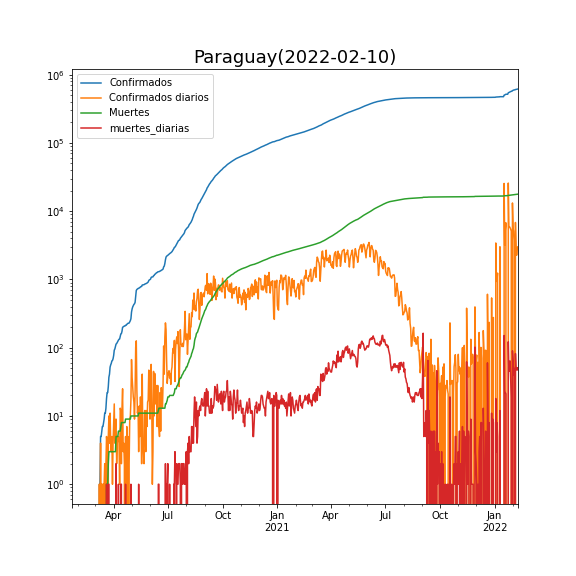 Paraguay(2022-02-10)
Confirmados
Confirmados diarios
Muertes
muertes_diarias
10⁶
10⁵
10⁴
10³
10²
10¹
10⁰
Apr Jul Oct Jan Apr Jul Oct Jan
2021 2022